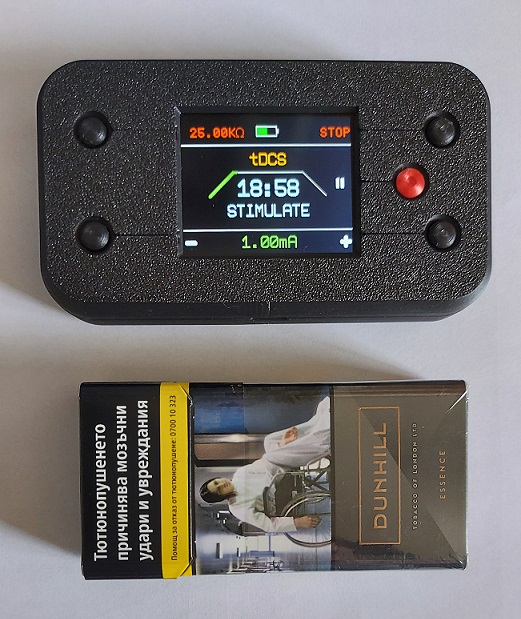 25.00KΩ STOP
tDCS
18:58
STIMULATE
- 1.00mA +
Тютюнопушенето
причинява мозъчни
удари и увреждания
Помощ за отказ от тютюнопушене: 0700 10 323
DUNHILL
TOBACCO OF LONDON LTD
ESSENCE